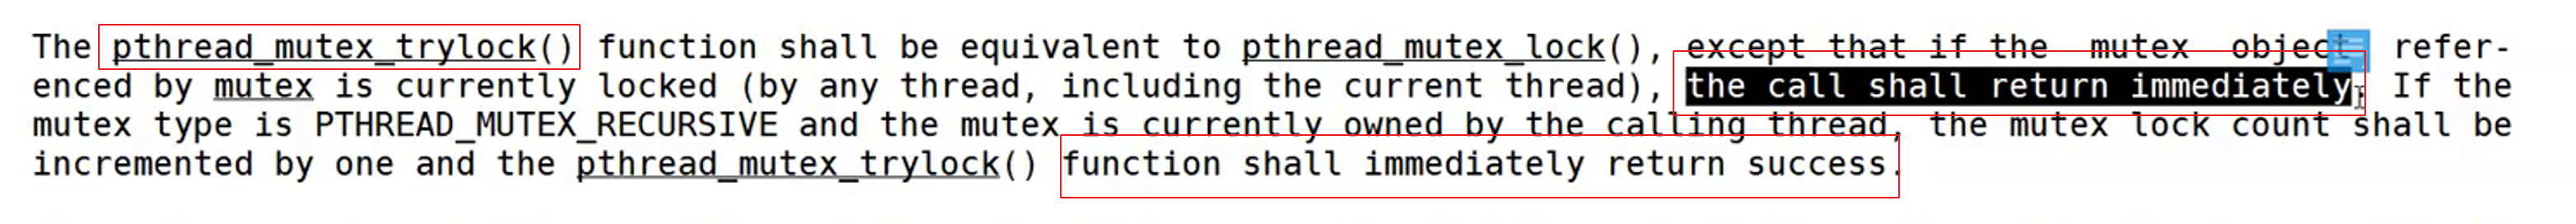 The pthread_mutex_trylock() function shall be equivalent to pthread_mutex_lock(), except that if the mutex object refer-
enced by mutex is currently locked (by any thread, including the current thread), the call shall return immediately. If the
mutex type is PTHREAD_MUTEX_RECURSIVE and the mutex is currently owned by the calling thread, the mutex lock count shall be
incremented by one and the pthread_mutex_trylock() function shall immediately return success.